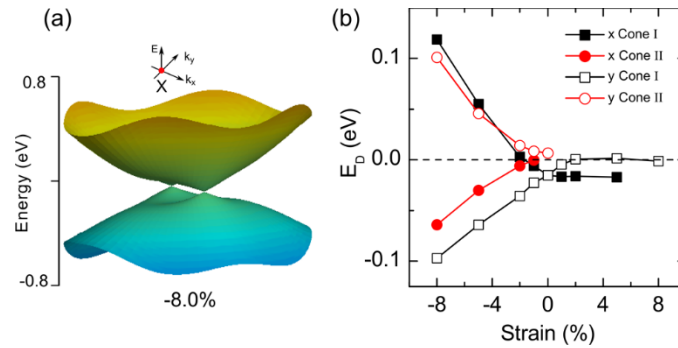 (a)
E
k_y
k_x
X
0.8
Energy (eV)
-0.8
-8.0%
(b)
0.1
0.0
-0.1
E_D (eV)
x Cone I
x Cone II
y Cone I
y Cone II
-8 -4 0 4 8
Strain (%)